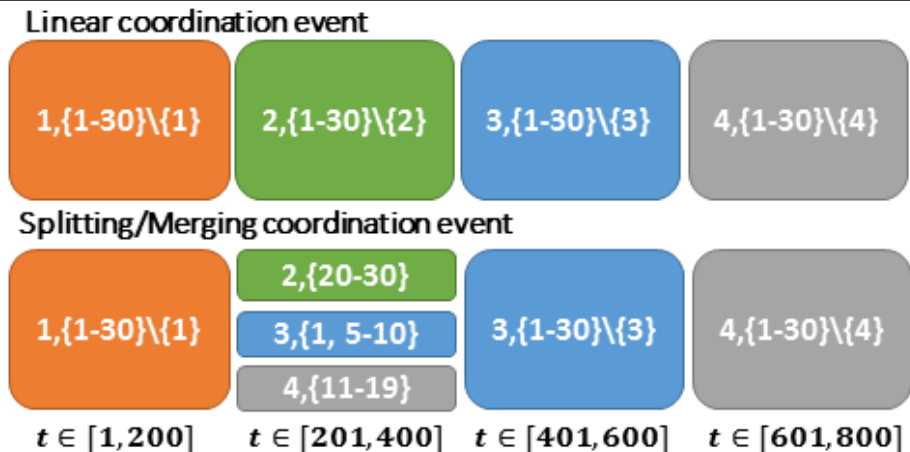 Linear coordination event
1,{1-30}\{1} 2,{1-30}\{2} 3,{1-30}\{3} 4,{1-30}\{4}
Splitting/Merging coordination event
1,{1-30}\{1} 2,{20-30} 3,{1-30}\{3} 4,{1-30}\{4}
3,{1, 5-10}
4,{11-19}
t ∈ [1,200] t ∈ [201,400] t ∈ [401,600] t ∈ [601,800]